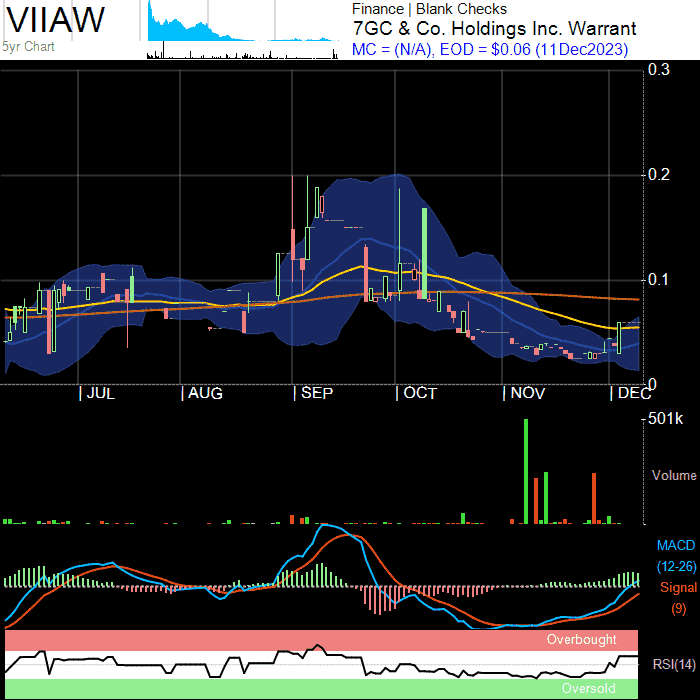 VIIAW
5yr Chart
Finance | Blank Checks
7GC & Co. Holdings Inc. Warrant
MC = (N/A), EOD = $0.06 (11Dec2023)
0.3
0.2
0.1
0
| JUL | AUG | SEP | OCT | NOV | DEC
501k
Volume
MACD
(12-26)
Signal
(9)
Overbought
RSI(14)
Oversold